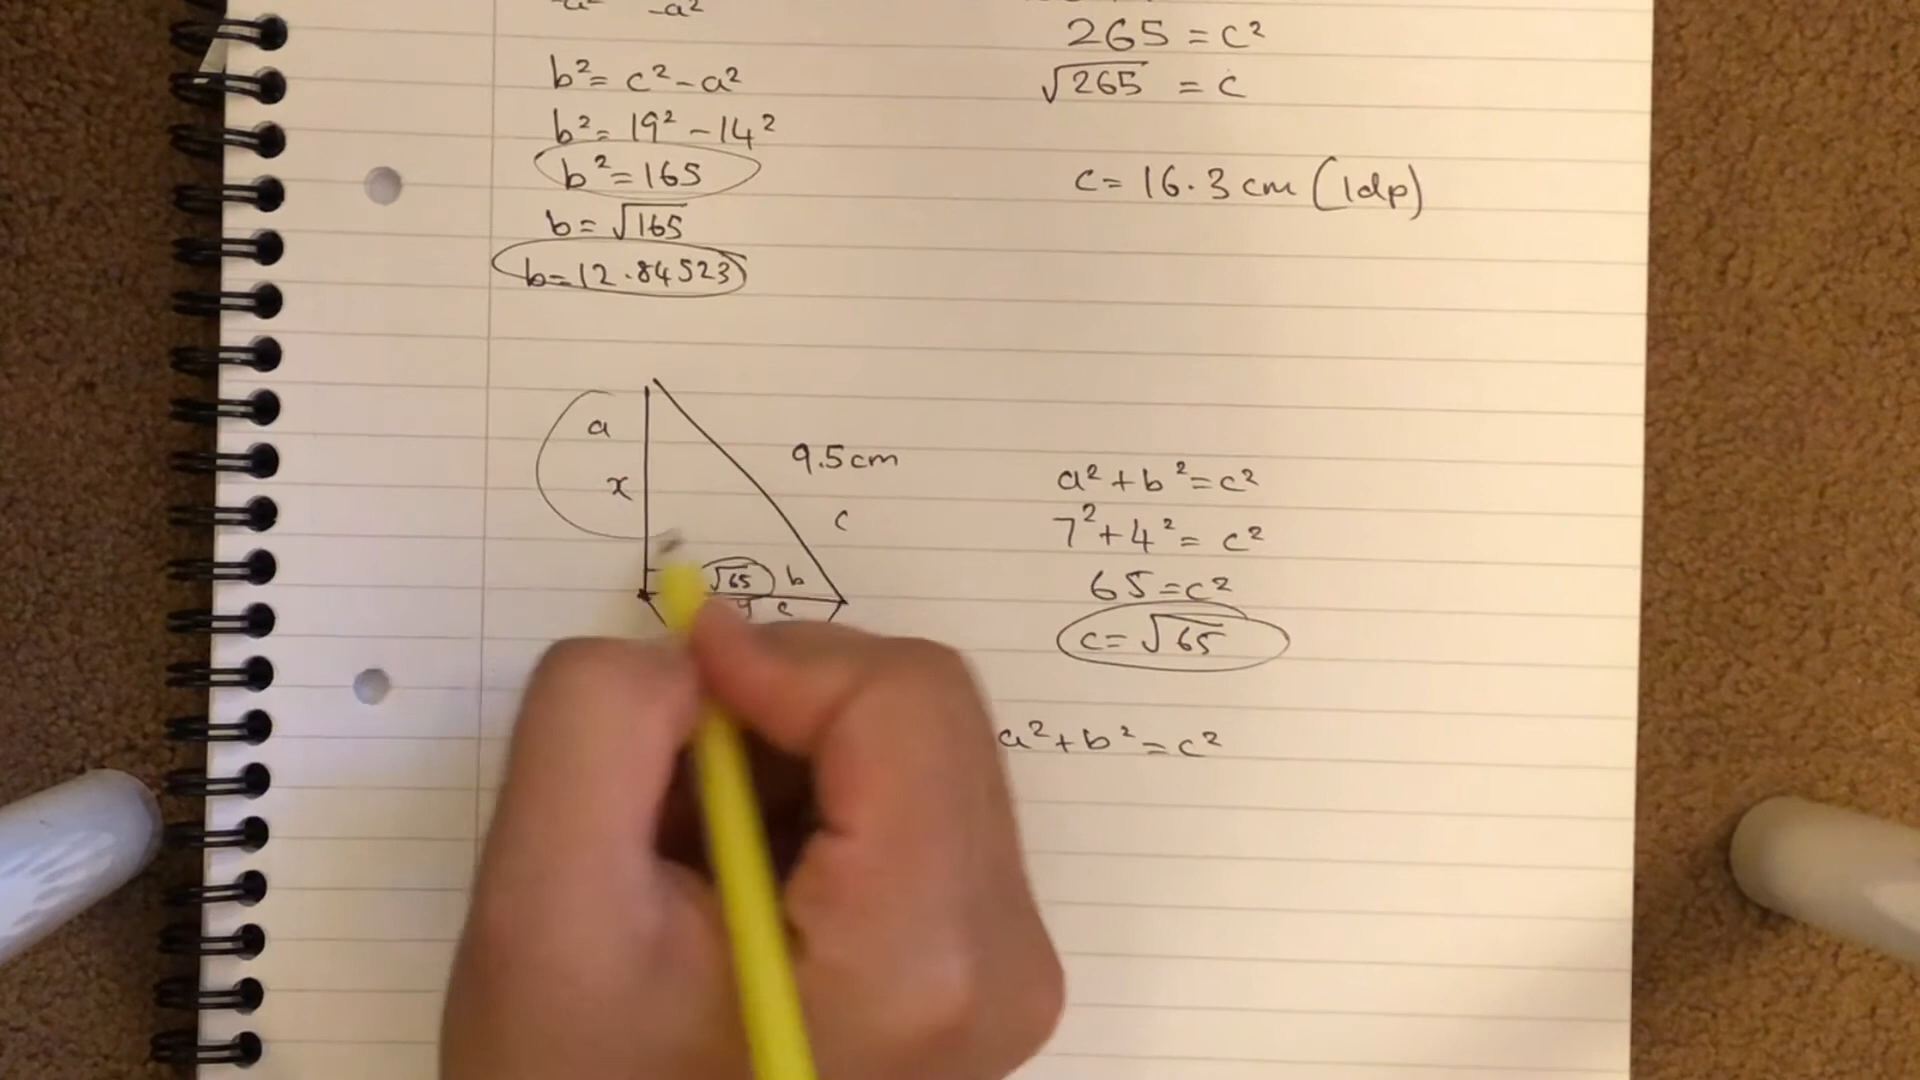 b² = c² - a²
b² = 19² - 14²
b² = 165
b = √165
b = 12.84523
265 = c²
√265 = c
c = 16.3 cm (1dp)
a
x
9.5cm
c
√65 b
c
a² + b² = c²
7² + 4² = c²
65 = c²
c = √65
a² + b² = c²